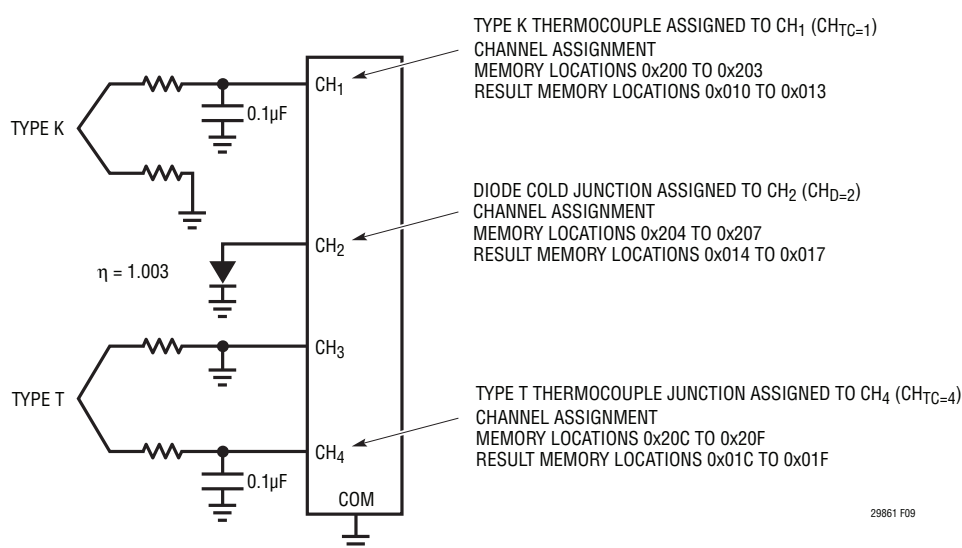 TYPE K THERMOCOUPLE ASSIGNED TO CH1 (CHTC=1)
CHANNEL ASSIGNMENT
MEMORY LOCATIONS 0x200 TO 0x203
RESULT MEMORY LOCATIONS 0x010 TO 0x013
CH1
0.1µF
TYPE K
DIODE COLD JUNCTION ASSIGNED TO CH2 (CHD=2)
CHANNEL ASSIGNMENT
MEMORY LOCATIONS 0x204 TO 0x207
RESULT MEMORY LOCATIONS 0x014 TO 0x017
CH2
η = 1.003
CH3
TYPE T
TYPE T THERMOCOUPLE JUNCTION ASSIGNED TO CH4 (CHTC=4)
CHANNEL ASSIGNMENT
MEMORY LOCATIONS 0x20C TO 0x20F
RESULT MEMORY LOCATIONS 0x01C TO 0x01F
CH4
0.1µF
COM
29861 F09